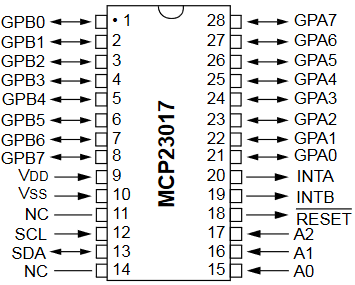 GPB0 1 28 GPA7
GPB1 2 27 GPA6
GPB2 3 26 GPA5
GPB3 4 25 GPA4
GPB4 5 24 GPA3
GPB5 6 23 GPA2
GPB6 7 22 GPA1
GPB7 8 21 GPA0
VDD 9 20 INTA
VSS 10 19 INTB
NC 11 18 RESET
SCL 12 17 A2
SDA 13 16 A1
NC 14 15 A0
MCP23017